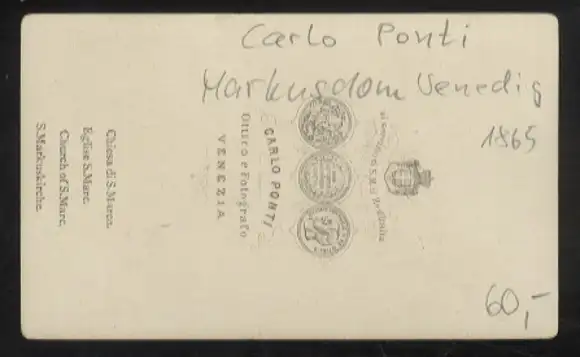 Carlo Ponti
Markusdom Venedig
1865
60,-
CARLO PONTI
Ottico e Fotografo
VENEZIA
Chiesa di S. Marco.
Eglise S. Marc.
Church of S. Marc.
S. Markuskirche.